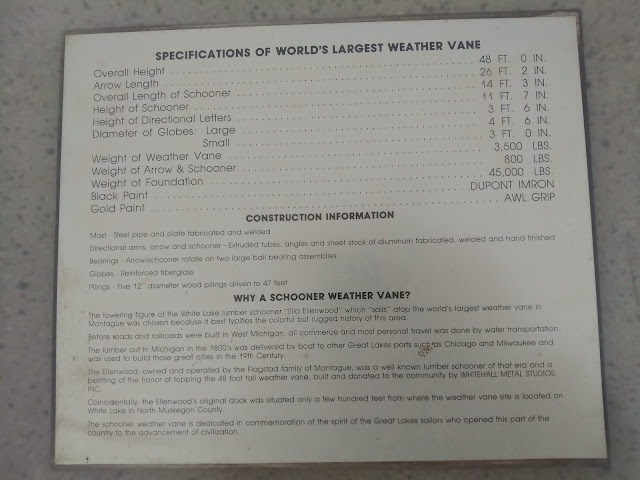 SPECIFICATIONS OF WORLD'S LARGEST WEATHER VANE
Overall Height 48 FT. 0 IN.
Arrow Length 26 FT. 2 IN.
Overall Length of Schooner 14 FT. 3 IN.
Height of Schooner 11 FT. 7 IN.
Height of Directional Letters 3 FT. 6 IN.
Diameter of Globes: Large 4 FT. 6 IN.
Small 3 FT. 0 IN.
Weight of Weather Vane 3,500 LBS.
Weight of Arrow & Schooner 800 LBS.
Weight of Foundation 45,000 LBS.
Black Paint DUPONT IMRON
Gold Paint AWL GRIP
CONSTRUCTION INFORMATION
Mast - Steel pipe and plate fabricated and welded
Directional arms, arrow and schooner - Extruded tubes, angles and sheet stock of aluminum fabricated, welded and hand finished
Bearings - Arrow/schooner rotate on two large ball bearing assemblies
Globes - Reinforced fiberglass
Pilings - Five 12" diameter wood pilings driven to 47 feet
WHY A SCHOONER WEATHER VANE?
The towering figure of the White Lake lumber schooner "Ella Ellenwood" which "sails" atop the world's largest weather vane in
Montague was chosen because it best typifies the colorful but rugged history of this area.
Before roads and railroads were built in West Michigan, all commerce and most personal travel was done by water transportation.
The lumber cut in Michigan in the 1800's was delivered by boat to other Great Lakes ports such as Chicago and Milwaukee and
was used to build those great cities in the 19th Century.
The Ellenwood, owned and operated by the Flagstad family of Montague, was a well known lumber schooner of that era and is
befitting of the honor of topping the 48 foot tall weather vane, built and donated to the community by WHITEHALL METAL STUDIOS,
INC.
Coincidentally, the Ellenwood's original dock was situated only a few hundred feet from where the weather vane site is located on
White Lake in North Muskegon County.
The schooner weather vane is dedicated in commemoration of the spirit of the Great Lakes sailors who opened this part of the
country to the advancement of civilization.